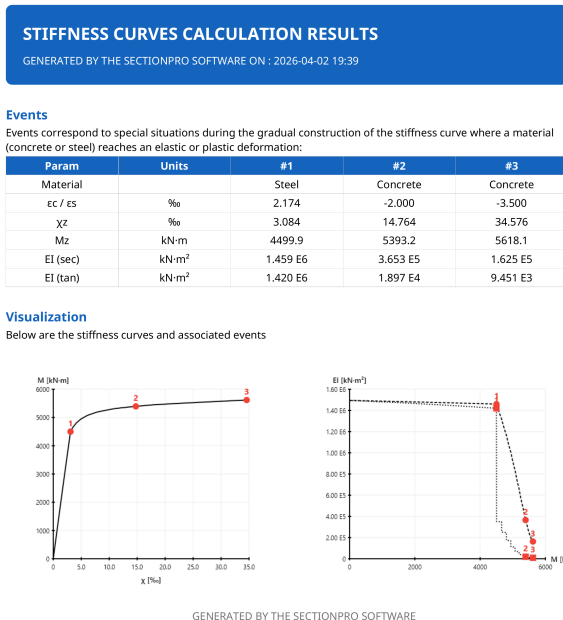 STIFFNESS CURVES CALCULATION RESULTS
GENERATED BY THE SECTIONPRO SOFTWARE ON : 2026-04-02 19:39
Events
Events correspond to special situations during the gradual construction of the stiffness curve where a material
(concrete or steel) reaches an elastic or plastic deformation:
Param Units #1 #2 #3
Material Steel Concrete Concrete
εc / εs ‰ 2.174 -2.000 -3.500
χz ‰ 3.084 14.764 34.576
Mz kN·m 4499.9 5393.2 5618.1
EI (sec) kN·m² 1.459 E6 3.653 E5 1.625 E5
EI (tan) kN·m² 1.420 E6 1.897 E4 9.451 E3
Visualization
Below are the stiffness curves and associated events
M [kN·m]
6000
5000
4000
3000
2000
1000
0
0 5.0 10.0 15.0 20.0 25.0 30.0 35.0
χ [‰]
1
2
3
EI [kN·m²]
1.60 E6
1.40 E6
1.20 E6
1.00 E6
8.00 E5
6.00 E5
4.00 E5
2.00 E5
0
0 2000 4000 6000
M [
1
2
3
2 3
GENERATED BY THE SECTIONPRO SOFTWARE